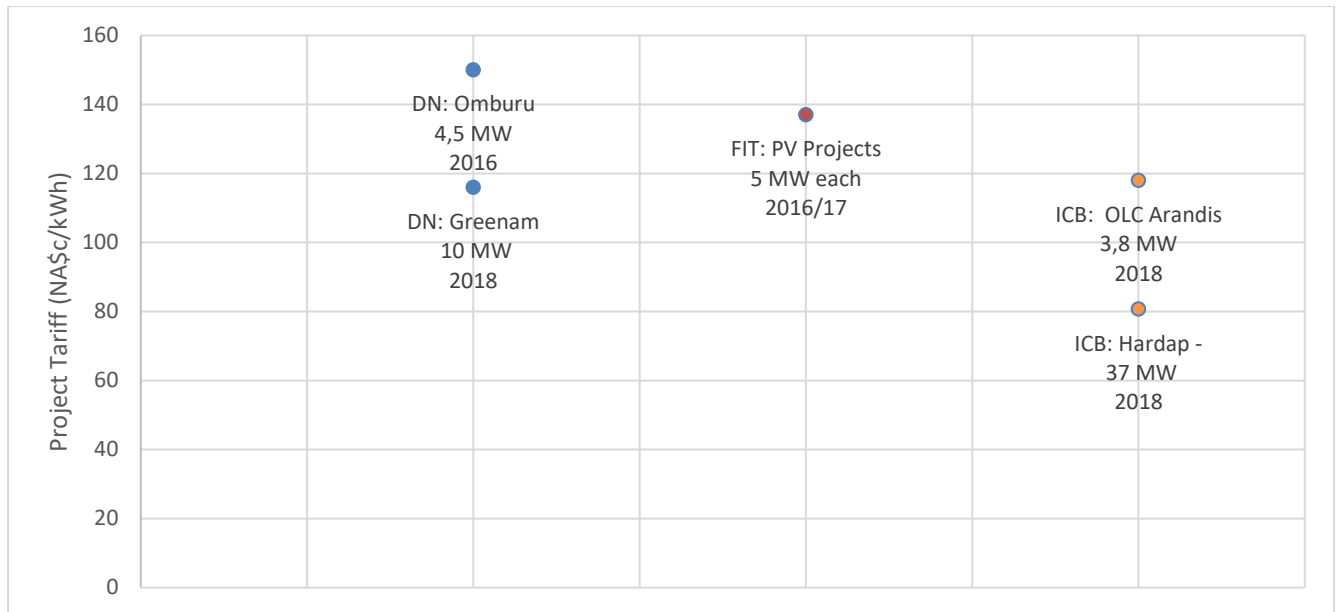 160
140
120
100
80
60
40
20
0
Project Tariff (NA$c/kWh)
DN: Omburu
4,5 MW
2016
DN: Greenam
10 MW
2018
FIT: PV Projects
5 MW each
2016/17
ICB:  OLC Arandis
3,8 MW
2018
ICB: Hardap -
37 MW
2018